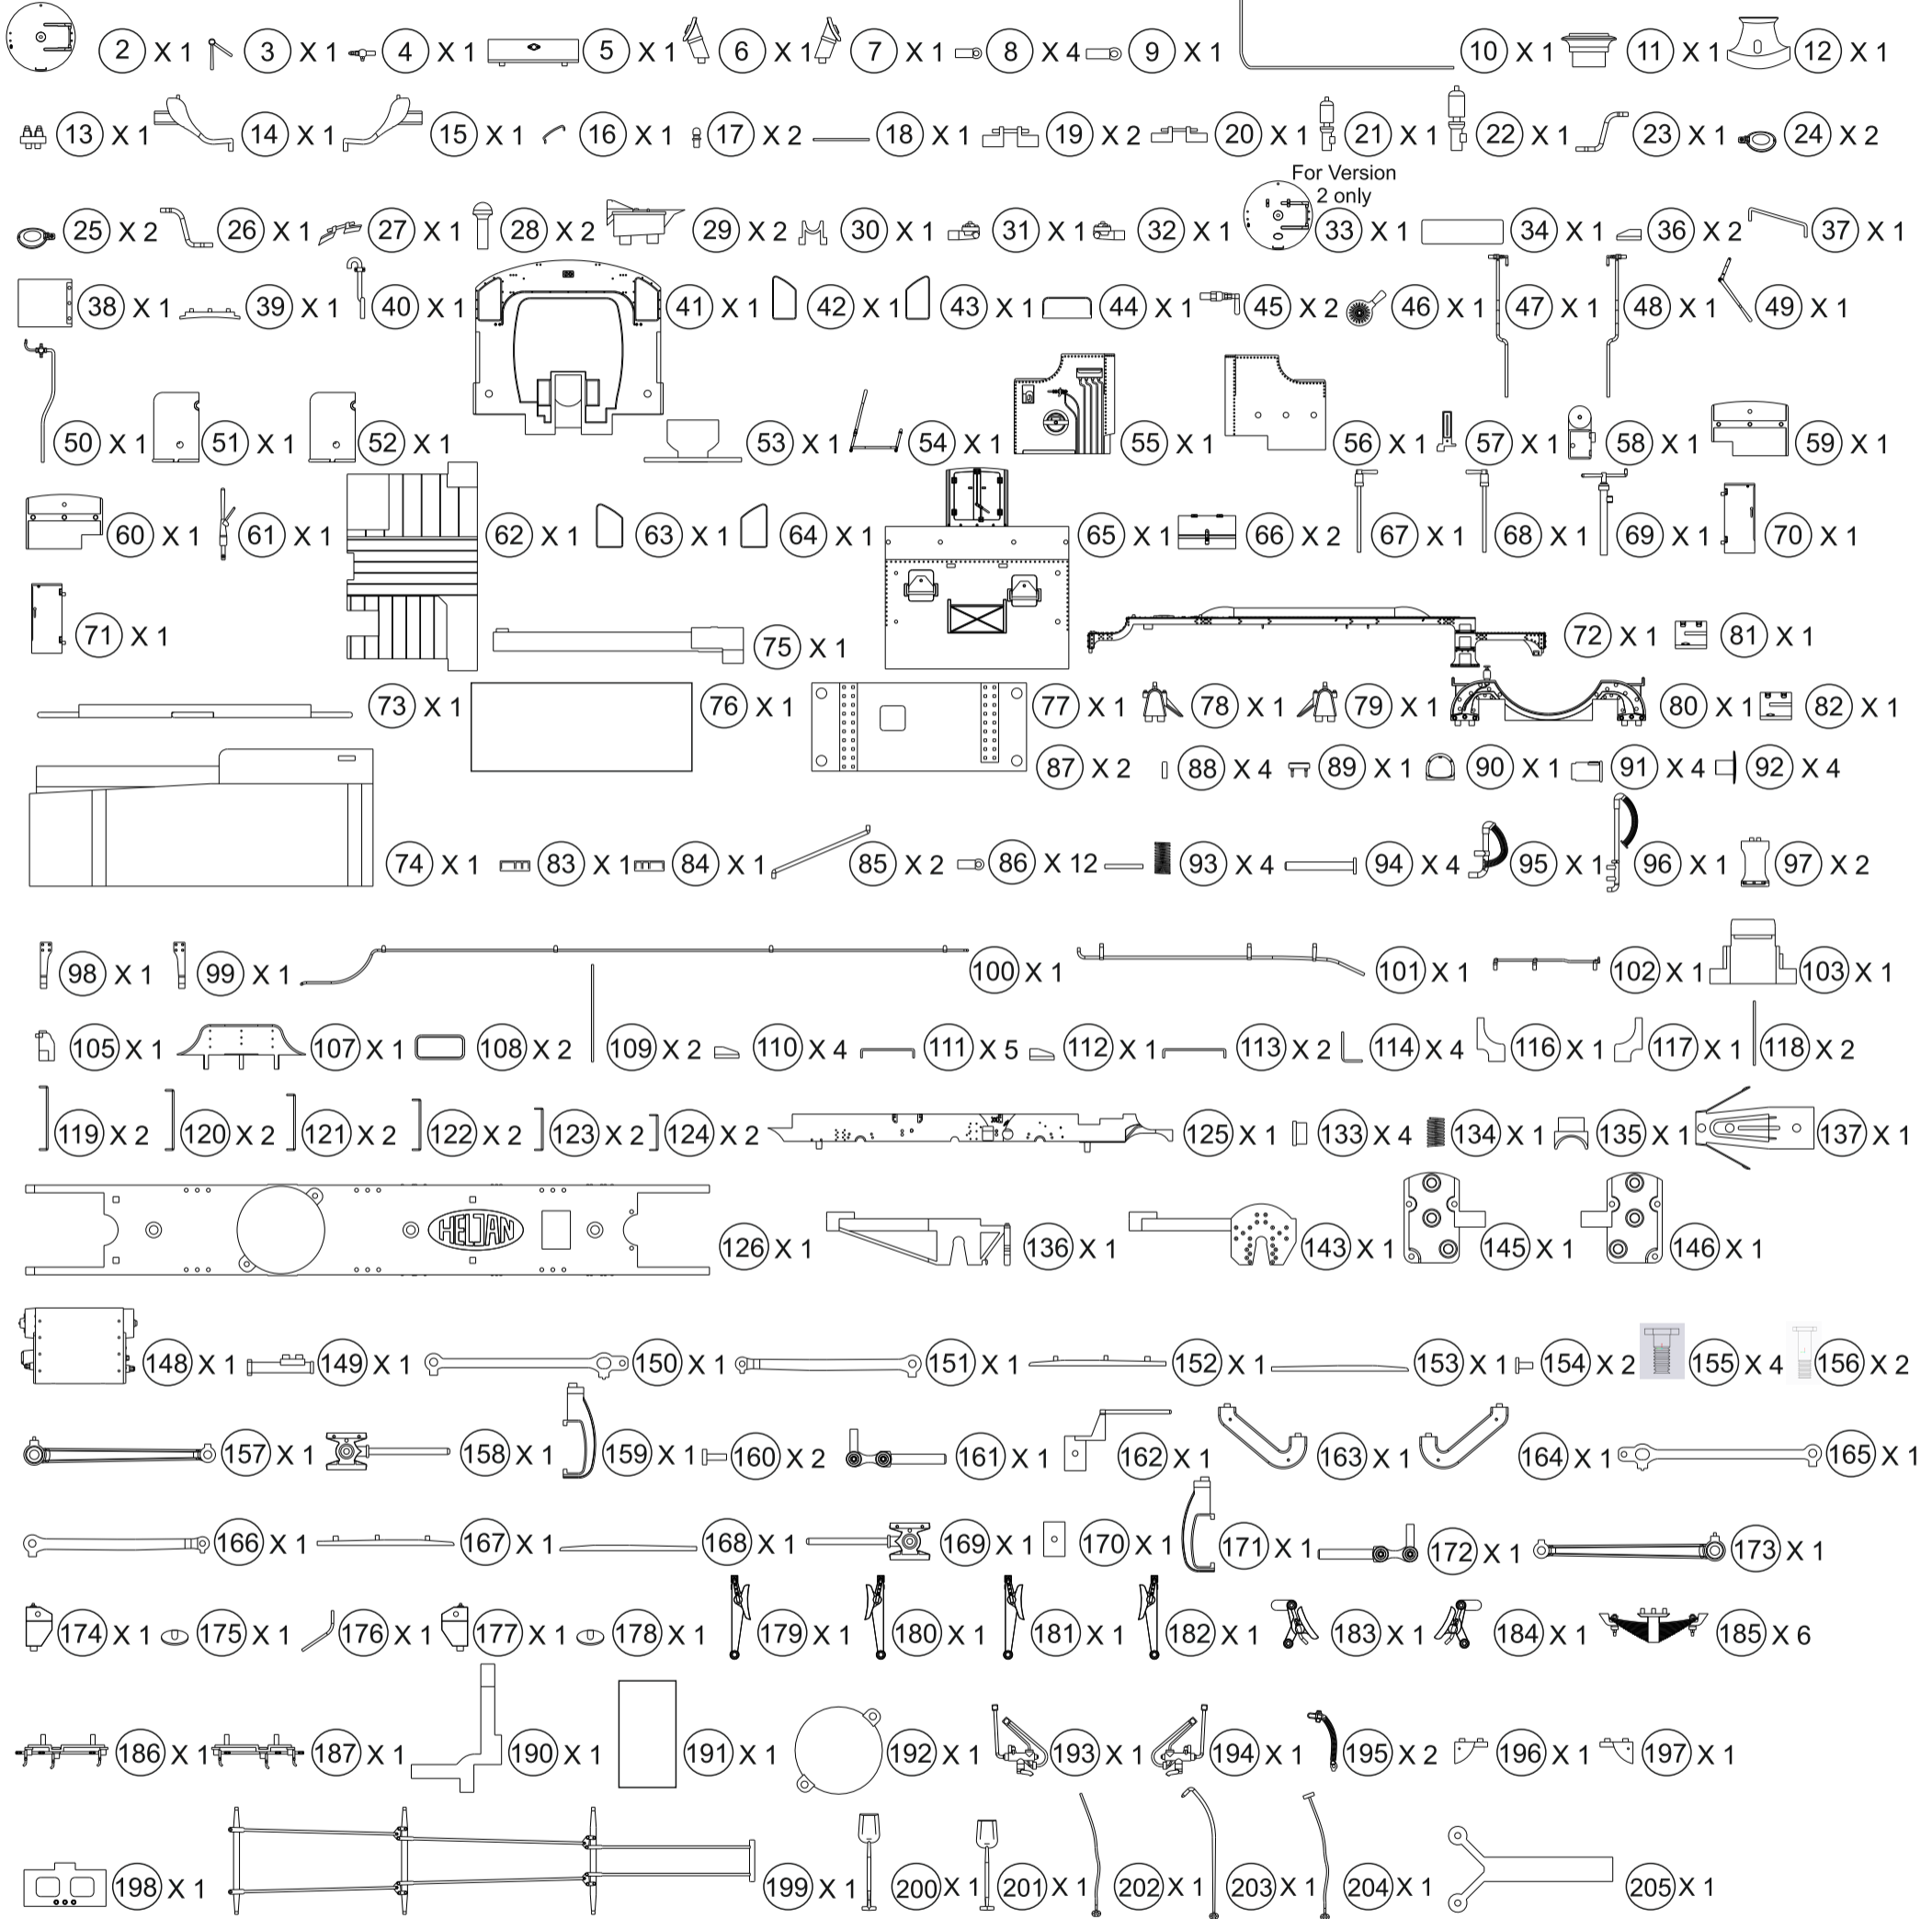 2 X 1 3 X 1 4 X 1 5 X 1 6 X 1 7 X 1 8 X 4 9 X 1 10 X 1 11 X 1 12 X 1
13 X 1 14 X 1 15 X 1 16 X 1 17 X 2 18 X 1 19 X 2 20 X 1 21 X 1 22 X 1 23 X 1 24 X 2
For Version
2 only
25 X 2 26 X 1 27 X 1 28 X 2 29 X 2 30 X 1 31 X 1 32 X 1 33 X 1 34 X 1 36 X 2 37 X 1
38 X 1 39 X 1 40 X 1 41 X 1 42 X 1 43 X 1 44 X 1 45 X 2 46 X 1 47 X 1 48 X 1 49 X 1
50 X 1 51 X 1 52 X 1 53 X 1 54 X 1 55 X 1 56 X 1 57 X 1 58 X 1 59 X 1
60 X 1 61 X 1 62 X 1 63 X 1 64 X 1 65 X 1 66 X 2 67 X 1 68 X 1 69 X 1 70 X 1
71 X 1 75 X 1 72 X 1 81 X 1
73 X 1 76 X 1 77 X 1 78 X 1 79 X 1 80 X 1 82 X 1
87 X 2 88 X 4 89 X 1 90 X 1 91 X 4 92 X 4
74 X 1 83 X 1 84 X 1 85 X 2 86 X 12 93 X 4 94 X 4 95 X 1 96 X 1 97 X 2
98 X 1 99 X 1 100 X 1 101 X 1 102 X 1 103 X 1
105 X 1 107 X 1 108 X 2 109 X 2 110 X 4 111 X 5 112 X 1 113 X 2 114 X 4 116 X 1 117 X 1 118 X 2
119 X 2 120 X 2 121 X 2 122 X 2 123 X 2 124 X 2 125 X 1 133 X 4 134 X 1 135 X 1 137 X 1
HELJAN 126 X 1 136 X 1 143 X 1 145 X 1 146 X 1
148 X 1 149 X 1 150 X 1 151 X 1 152 X 1 153 X 1 154 X 2 155 X 4 156 X 2
157 X 1 158 X 1 159 X 1 160 X 2 161 X 1 162 X 1 163 X 1 164 X 1 165 X 1
166 X 1 167 X 1 168 X 1 169 X 1 170 X 1 171 X 1 172 X 1 173 X 1
174 X 1 175 X 1 176 X 1 177 X 1 178 X 1 179 X 1 180 X 1 181 X 1 182 X 1 183 X 1 184 X 1 185 X 6
186 X 1 187 X 1 190 X 1 191 X 1 192 X 1 193 X 1 194 X 1 195 X 2 196 X 1 197 X 1
198 X 1 199 X 1 200 X 1 201 X 1 202 X 1 203 X 1 204 X 1 205 X 1